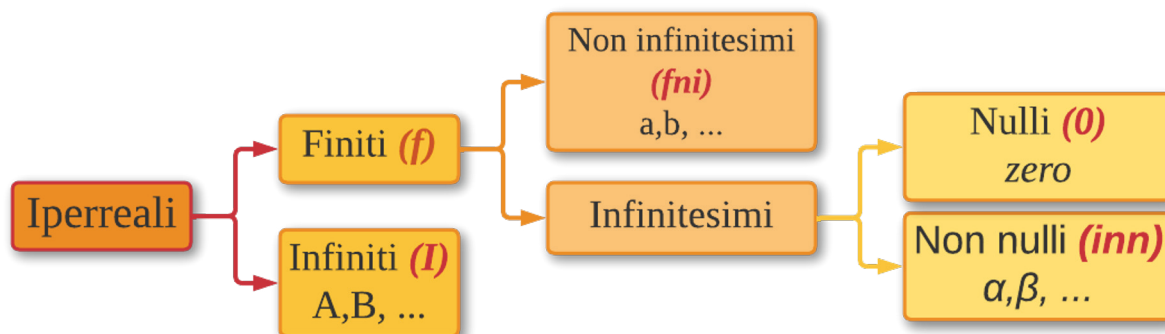 Iperreali
Finiti (f)
Infiniti (I)
A,B, ...
Non infinitesimi
(fni)
a,b, ...
Infinitesimi
Nulli (0)
zero
Non nulli (inn)
α,β, ...